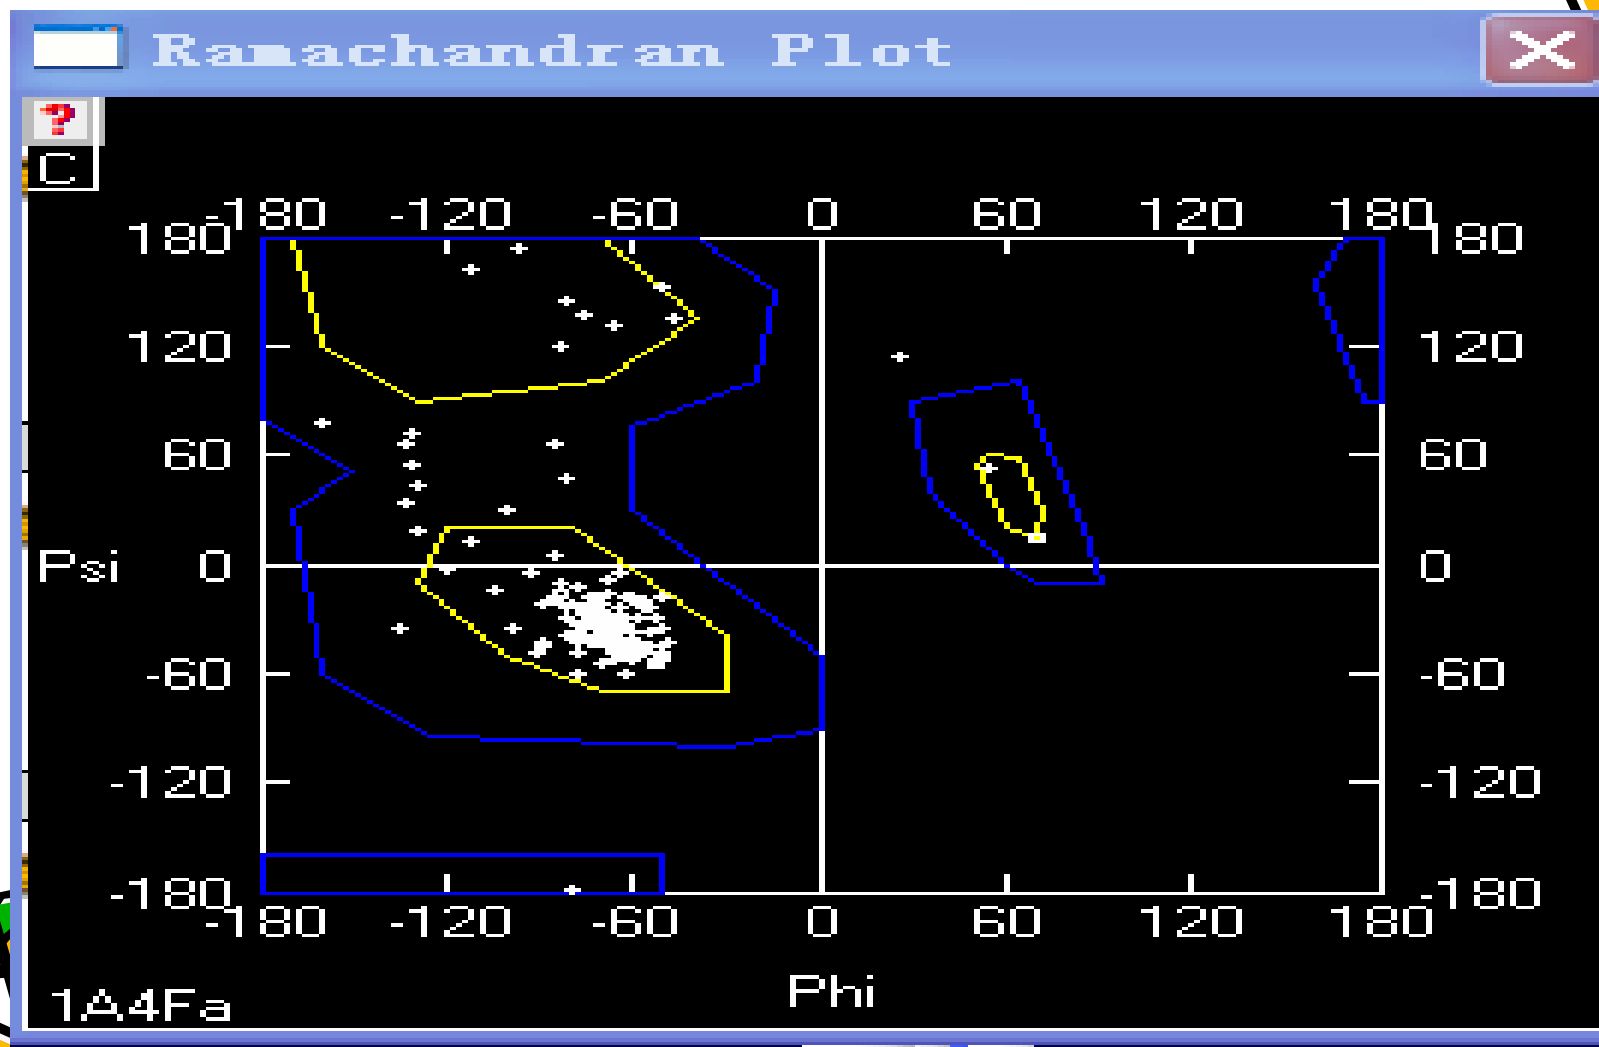 Ramachandran Plot
?
C
-180 -120 -60 0 60 120 180
180 180
120 120
60 60
Psi 0 0
-60 -60
-120 -120
-180 -180
-180 -120 -60 0 60 120 180
Phi
1A4Fa